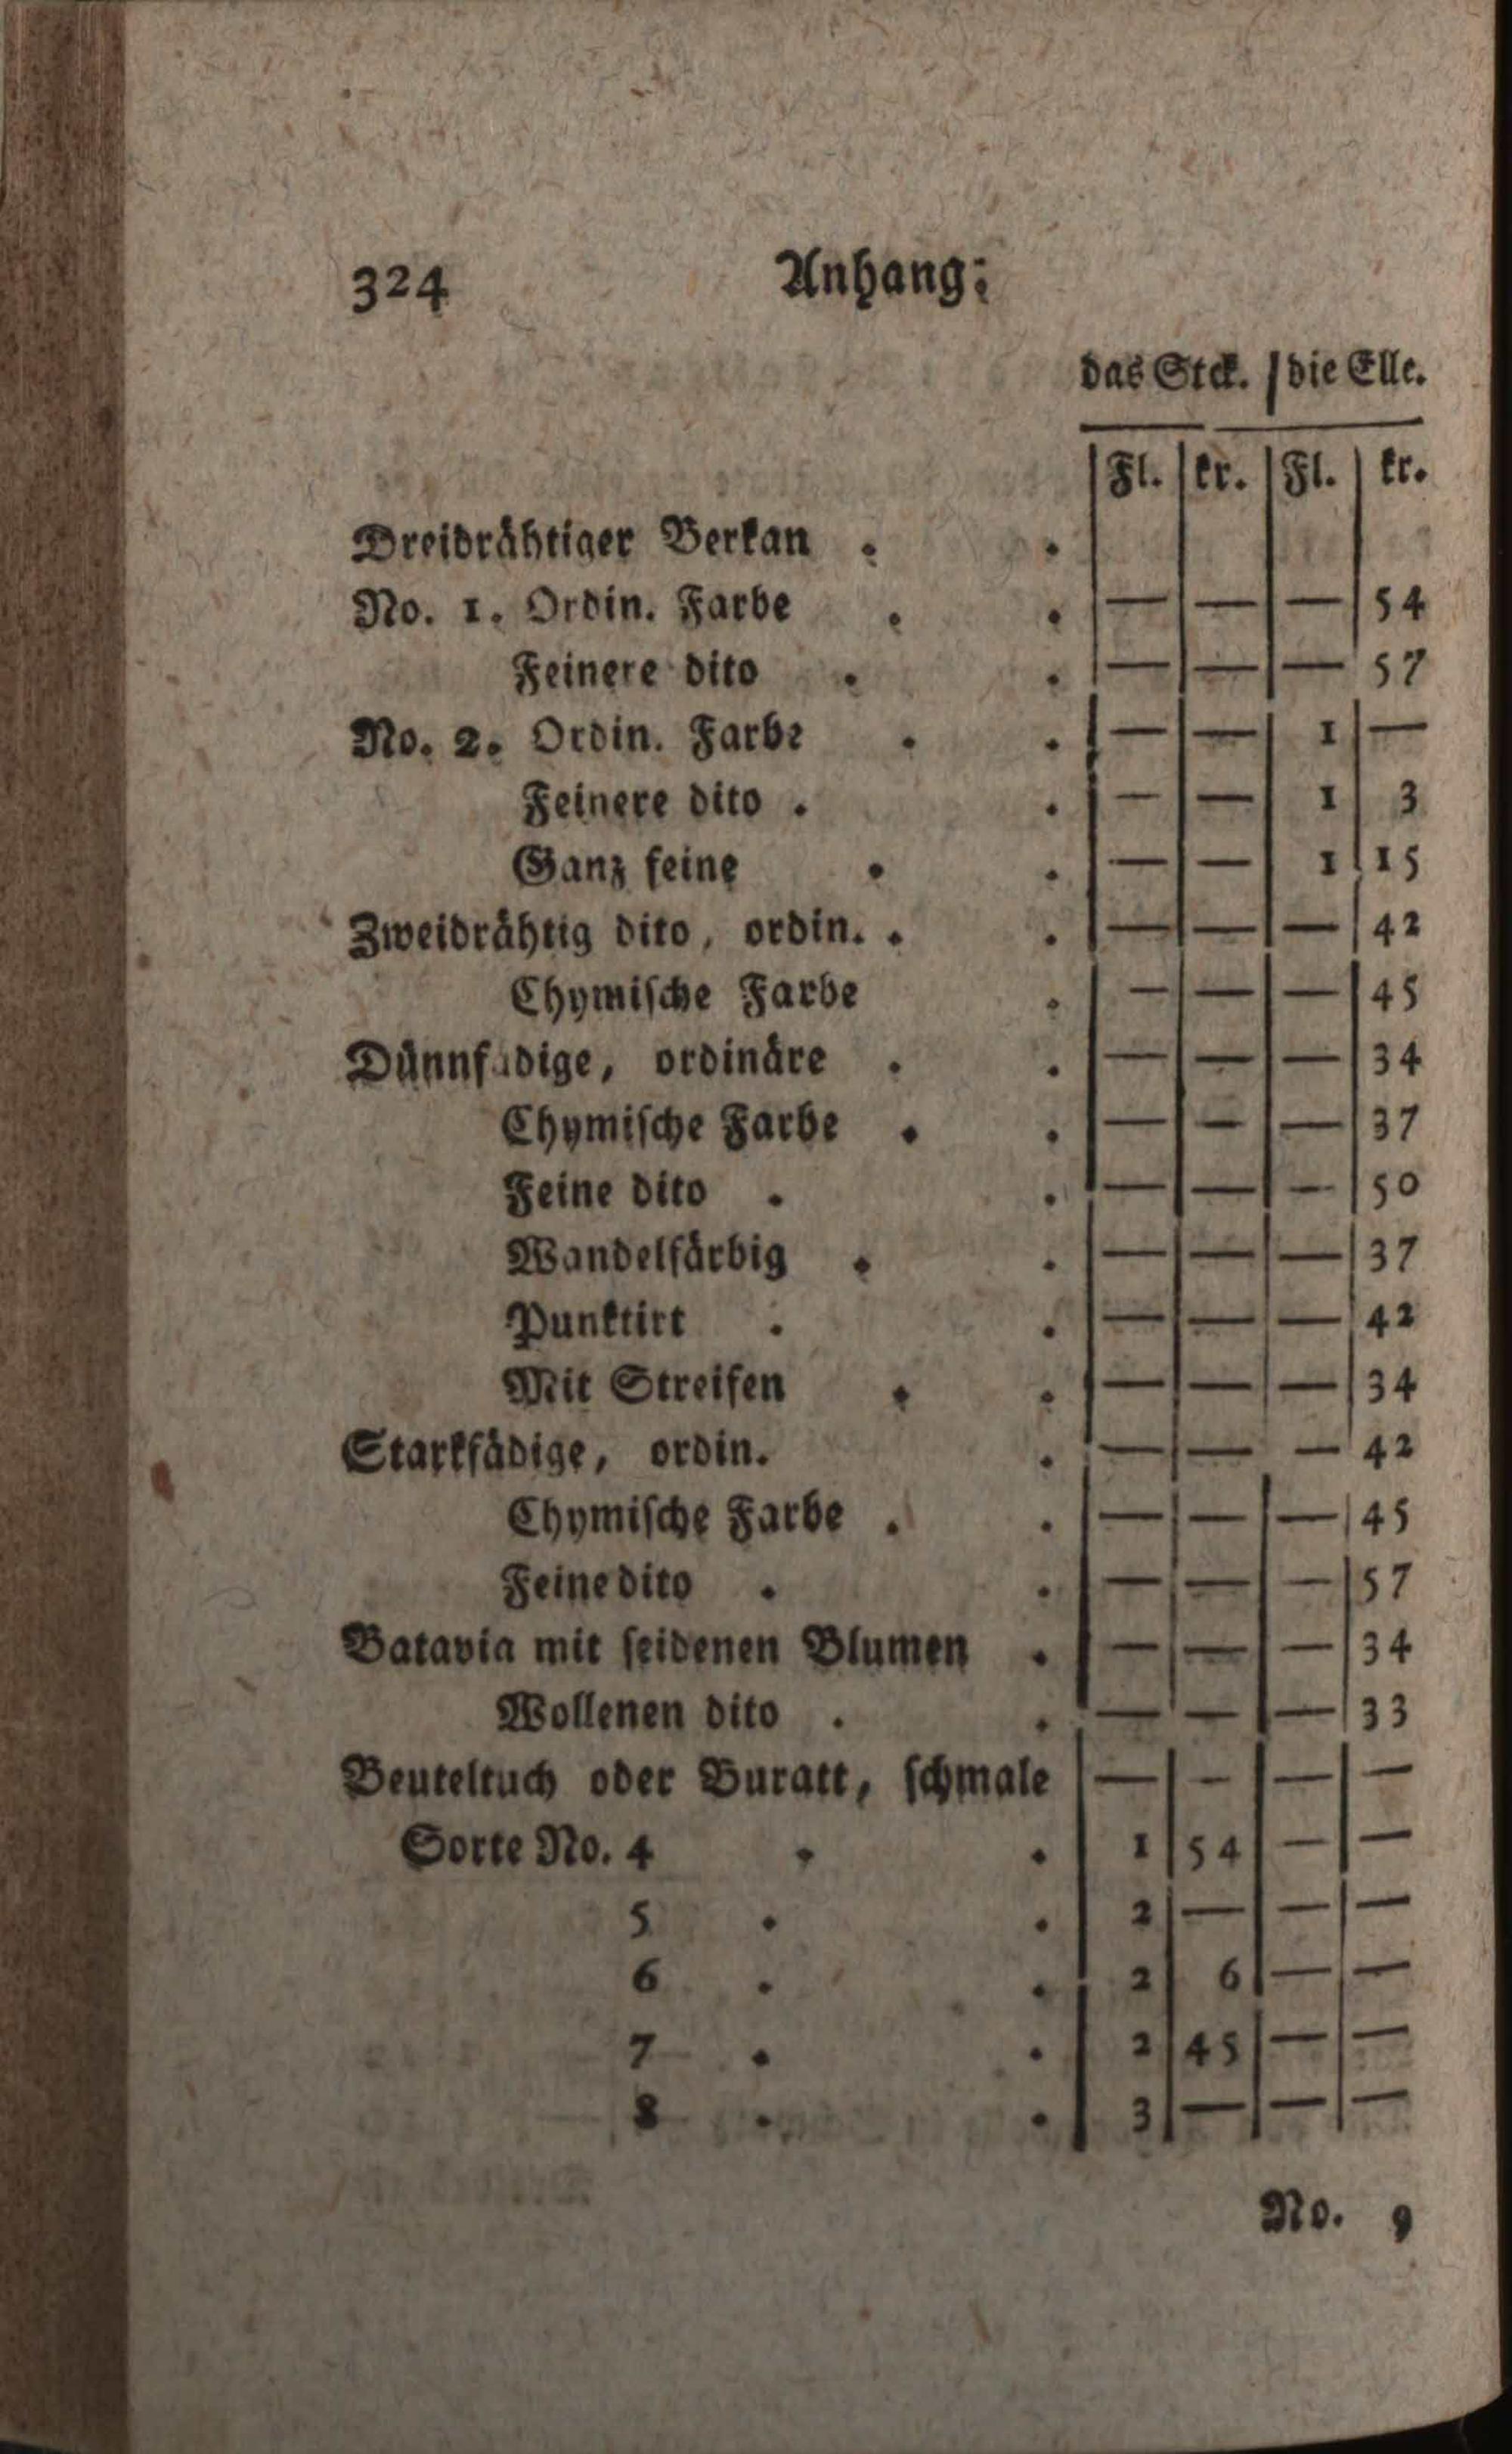 324 Anhang:
das Stck. | die Elle.
| Fl. | kr. | Fl. | kr.
Dreidrähtiger Berkan . .
No. 1. Ordin. Farbe . . — — — 54
Feinere dito . . — — — 57
No. 2. Ordin. Farbe . . — — 1 —
Feinere dito . . — — 1 3
Ganz feine . . — — 1 15
Zweidrähtig dito, ordin. . . — — — 42
Chymiſche Farbe . — — — 45
Dünnfädige, ordinäre . . — — — 34
Chymiſche Farbe . . — — — 37
Feine dito . . — — — 50
Wandelfärbig . . — — — 37
Punktirt . . — — — 42
Mit Streifen . . — — — 34
Starkfädige, ordin. . — — — 42
Chymiſche Farbe . . — — — 45
Feine dito . . — — — 57
Batavia mit ſeidenen Blumen . — — — 34
Wollenen dito . . — — — 33
Beuteltuch oder Buratt, ſchmale — — — —
Sorte No. 4 . . 1 54 — —
5 . . 2 — — —
6 . . 2 6 — —
7 . . 2 45 — —
8 . . 3 — — —
No. 9